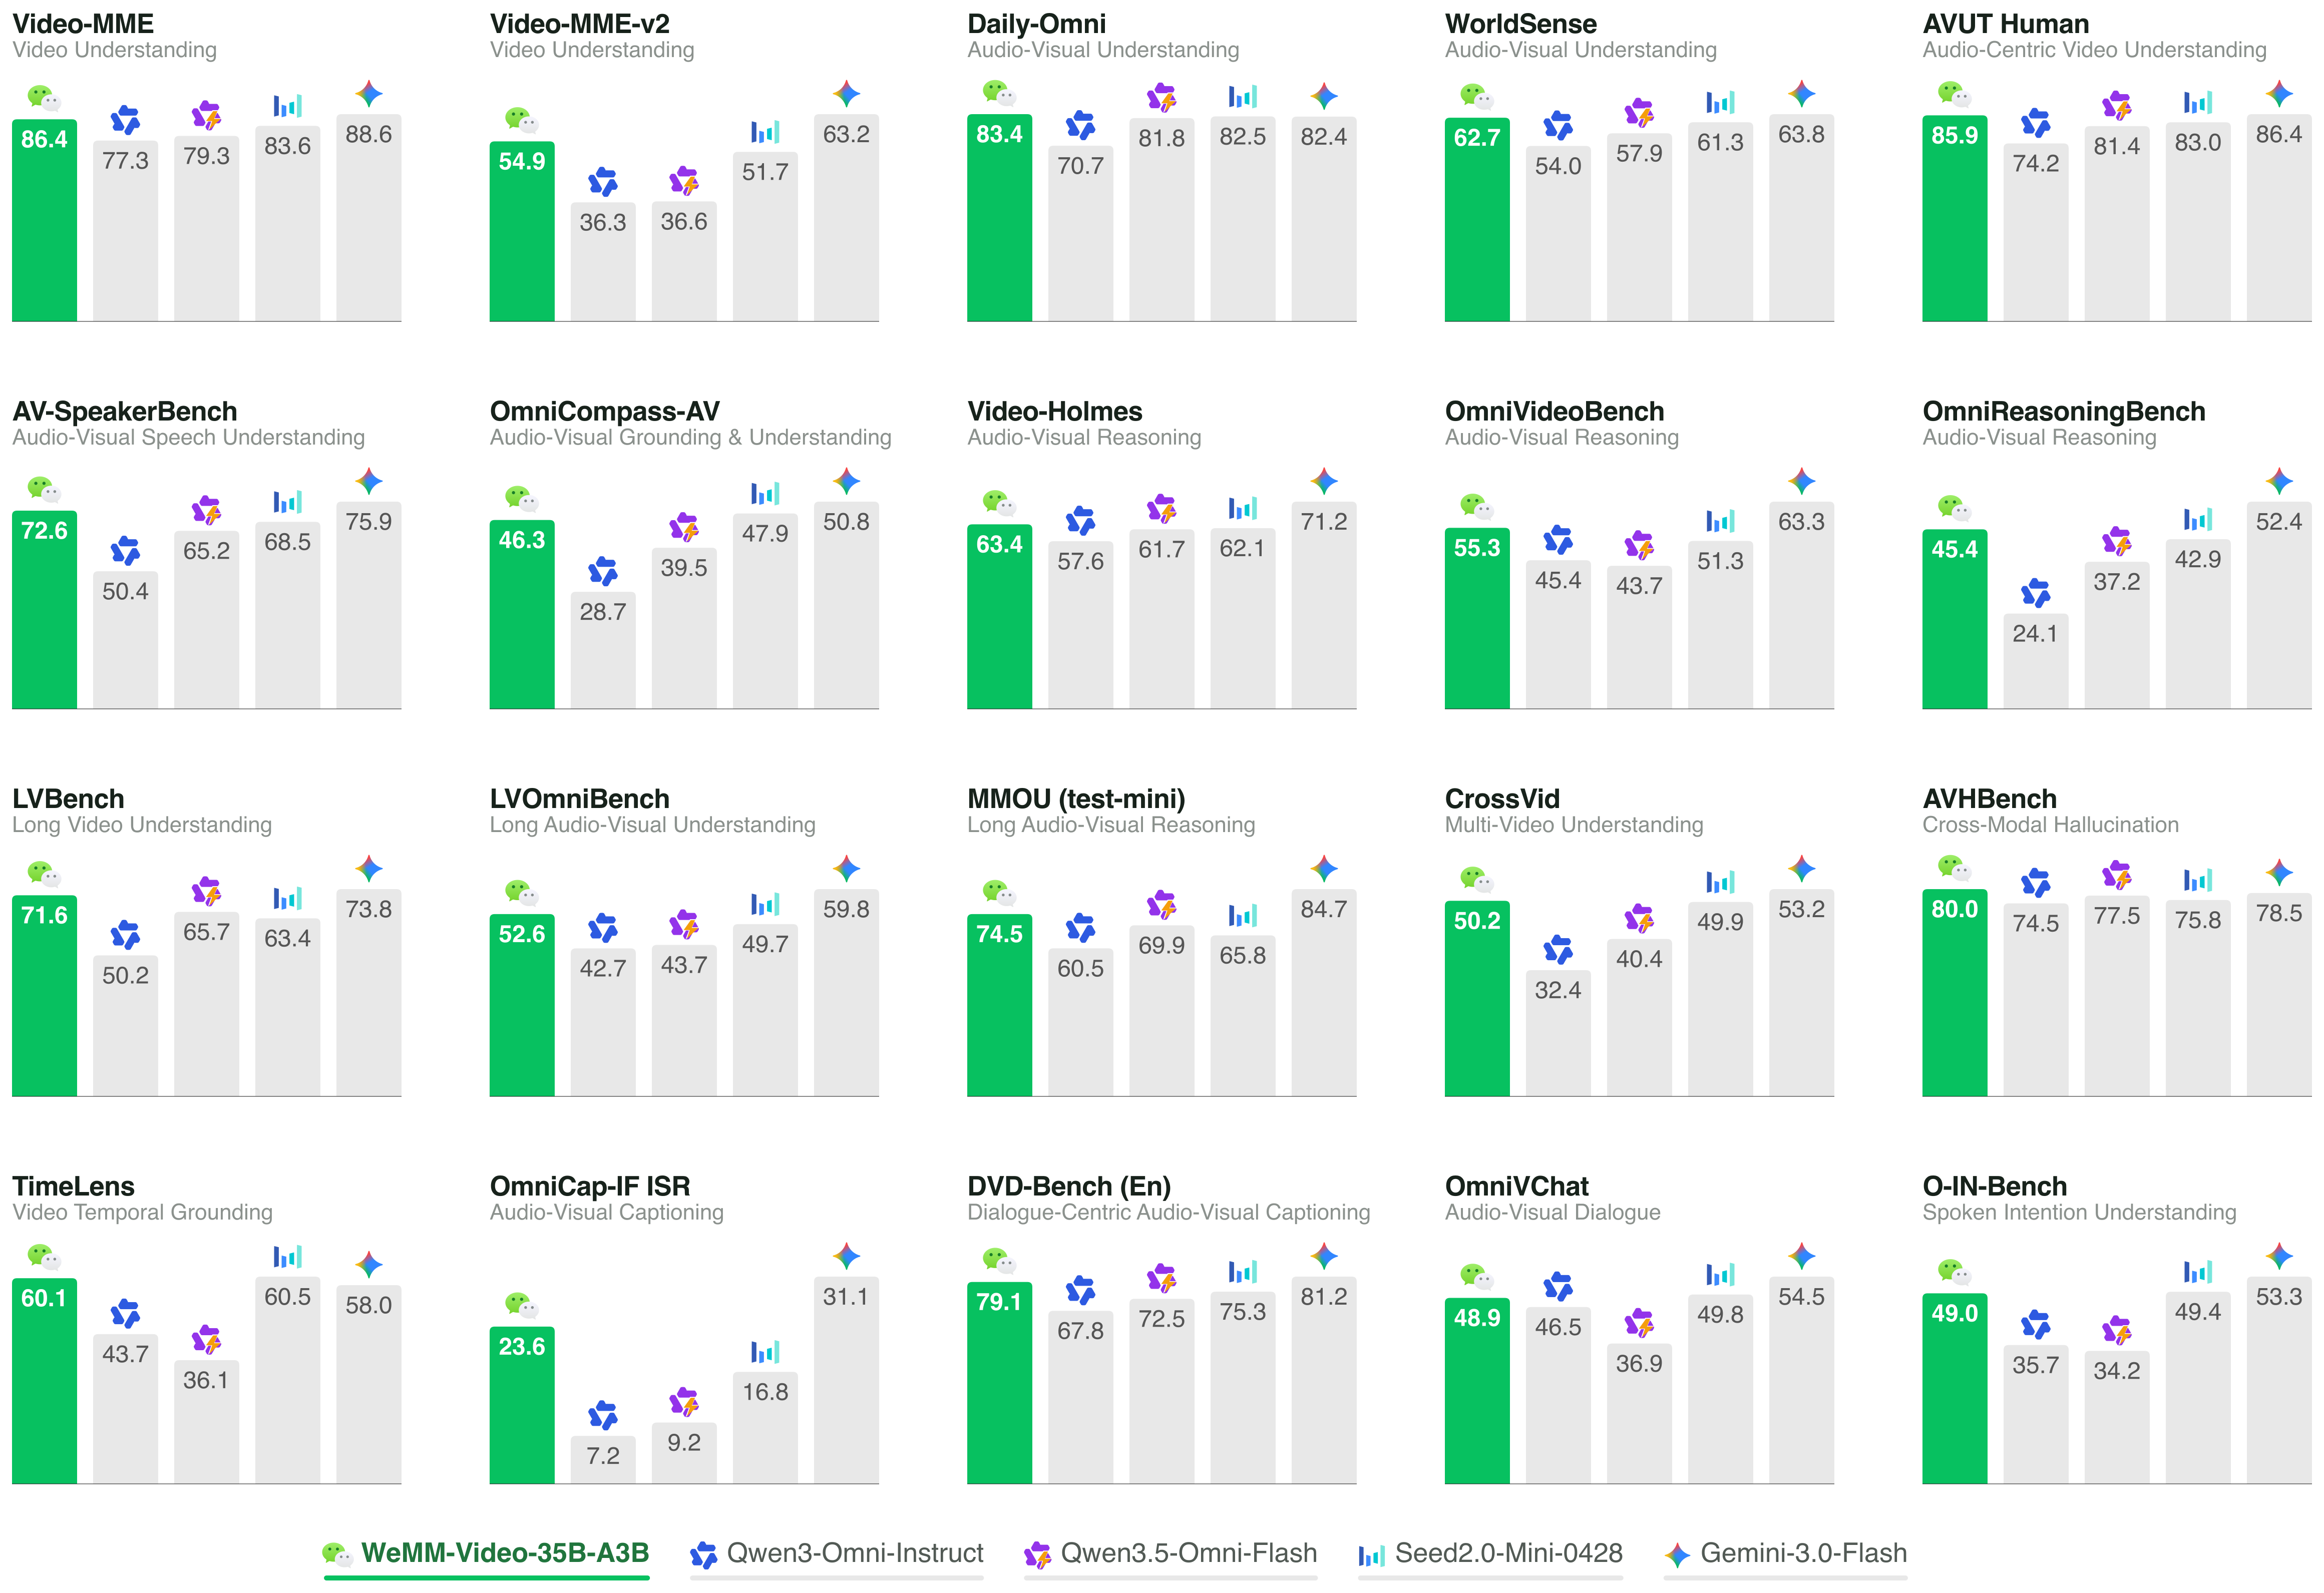 Video-MME
Video Understanding
86.4
77.3
79.3
83.6
88.6
Video-MME-v2
Video Understanding
54.9
36.3
36.6
51.7
63.2
Daily-Omni
Audio-Visual Understanding
83.4
70.7
81.8
82.5
82.4
WorldSense
Audio-Visual Understanding
62.7
54.0
57.9
61.3
63.8
AVUT Human
Audio-Centric Video Understanding
85.9
74.2
81.4
83.0
86.4
AV-SpeakerBench
Audio-Visual Speech Understanding
72.6
50.4
65.2
68.5
75.9
OmniCompass-AV
Audio-Visual Grounding & Understanding
46.3
28.7
39.5
47.9
50.8
Video-Holmes
Audio-Visual Reasoning
63.4
57.6
61.7
62.1
71.2
OmniVideoBench
Audio-Visual Reasoning
55.3
45.4
43.7
51.3
63.3
OmniReasoningBench
Audio-Visual Reasoning
45.4
24.1
37.2
42.9
52.4
LVBench
Long Video Understanding
71.6
50.2
65.7
63.4
73.8
LVOmniBench
Long Audio-Visual Understanding
52.6
42.7
43.7
49.7
59.8
MMOU (test-mini)
Long Audio-Visual Reasoning
74.5
60.5
69.9
65.8
84.7
CrossVid
Multi-Video Understanding
50.2
32.4
40.4
49.9
53.2
AVHBench
Cross-Modal Hallucination
80.0
74.5
77.5
75.8
78.5
TimeLens
Video Temporal Grounding
60.1
43.7
36.1
60.5
58.0
OmniCap-IF ISR
Audio-Visual Captioning
23.6
7.2
9.2
16.8
31.1
DVD-Bench (En)
Dialogue-Centric Audio-Visual Captioning
79.1
67.8
72.5
75.3
81.2
OmniVChat
Audio-Visual Dialogue
48.9
46.5
36.9
49.8
54.5
O-IN-Bench
Spoken Intention Understanding
49.0
35.7
34.2
49.4
53.3
WeMM-Video-35B-A3B
Qwen3-Omni-Instruct
Qwen3.5-Omni-Flash
Seed2.0-Mini-0428
Gemini-3.0-Flash